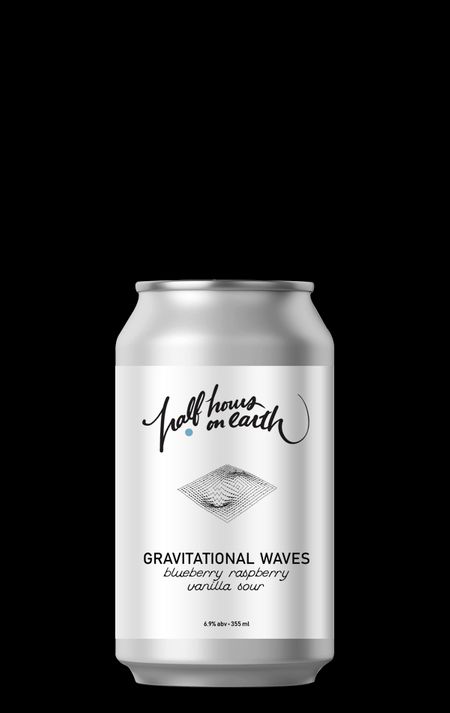 half hours
on earth
GRAVITATIONAL WAVES
blueberry raspberry
vanilla sour
6.9% abv - 355 ml